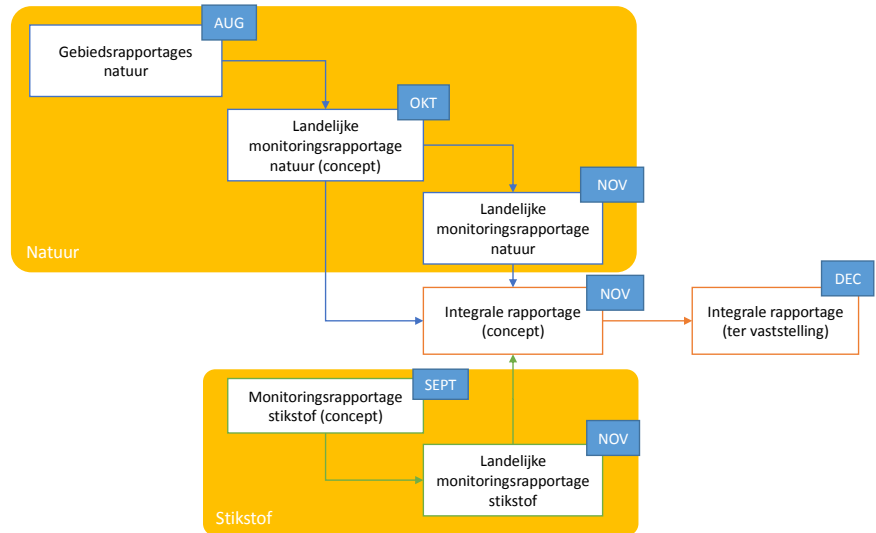 AUG
Gebiedsrapportages
natuur
OKT
Landelijke
monitoringsrapportage
natuur (concept)
NOV
Landelijke
monitoringsrapportage
natuur
Natuur
NOV
Integrale rapportage
(concept)
DEC
Integrale rapportage
(ter vaststelling)
SEPT
Monitoringsrapportage
stikstof (concept)
NOV
Landelijke
monitoringsrapportage
stikstof
Stikstof